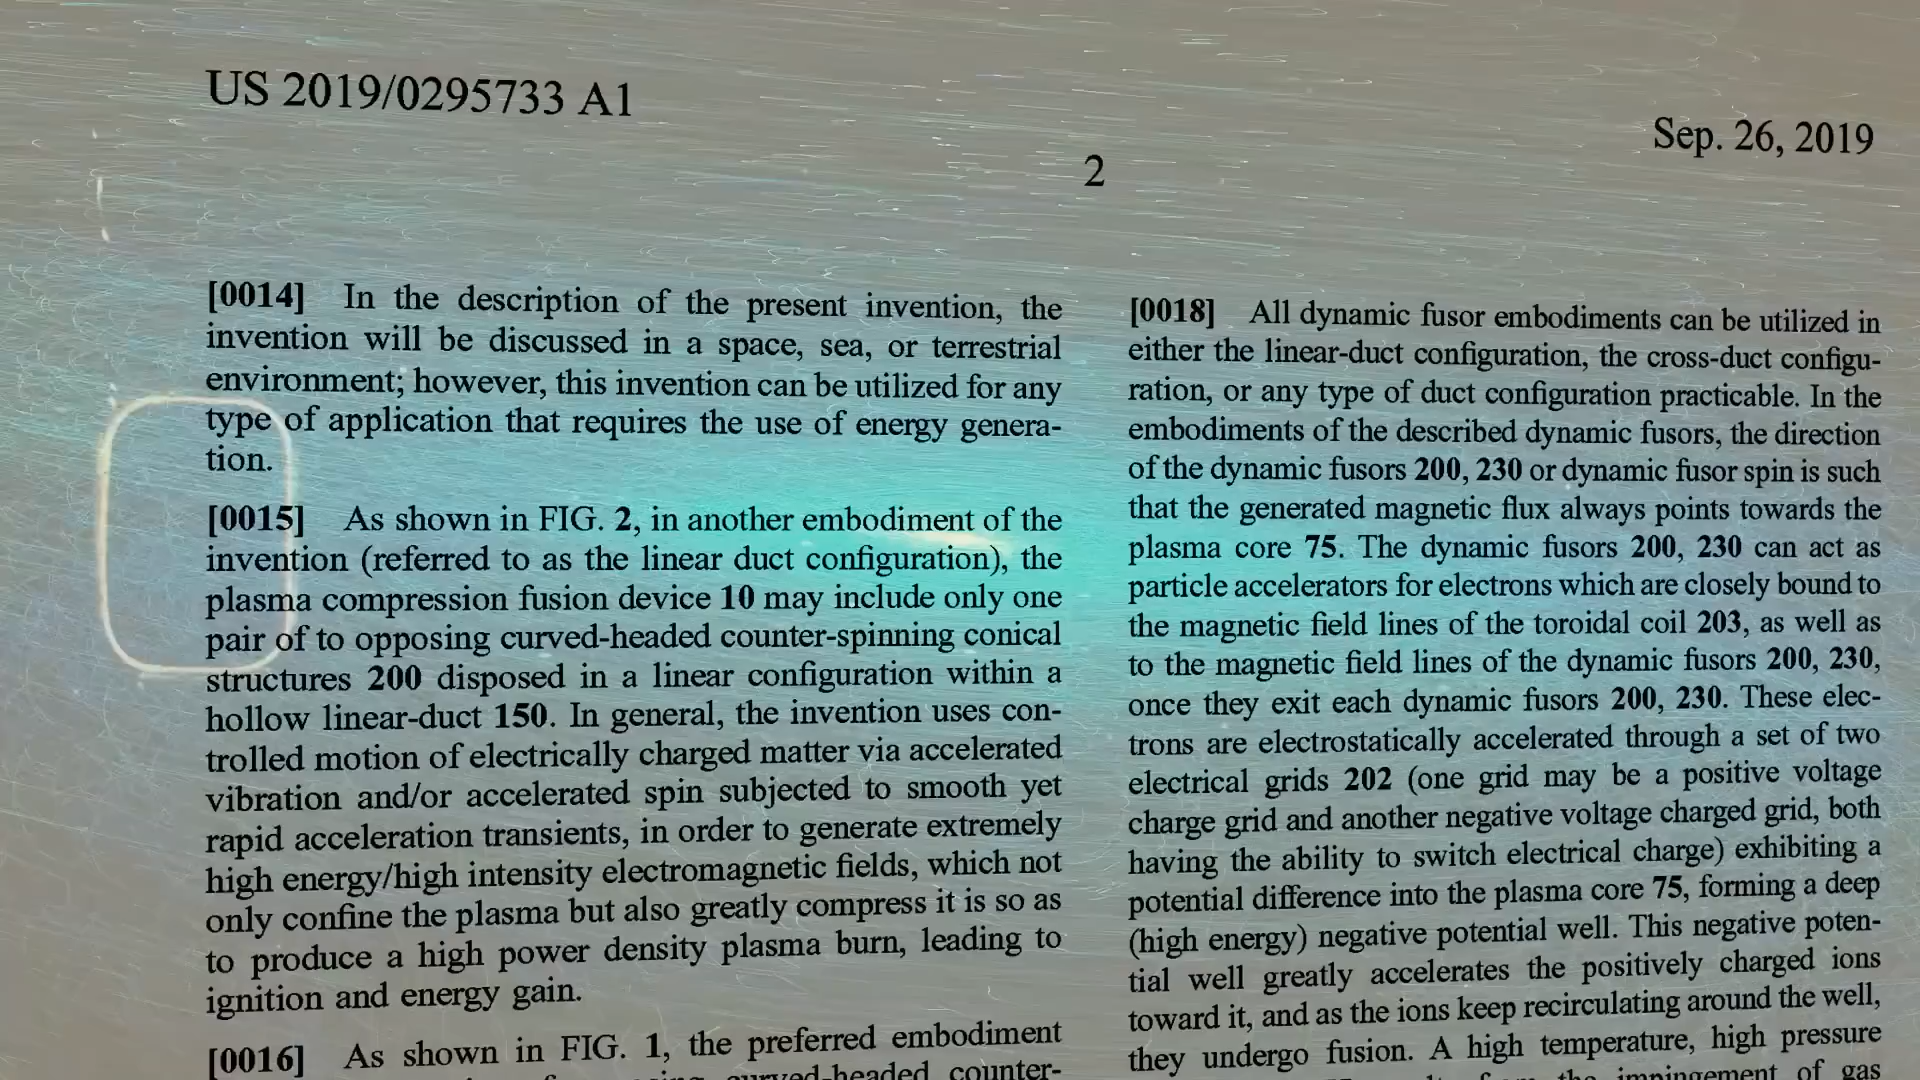 US 2019/0295733 A1
Sep. 26, 2019
2
[0014] In the description of the present invention, the
invention will be discussed in a space, sea, or terrestrial
environment; however, this invention can be utilized for any
type of application that requires the use of energy genera-
tion.
[0015] As shown in FIG. 2, in another embodiment of the
invention (referred to as the linear duct configuration), the
plasma compression fusion device 10 may include only one
pair of to opposing curved-headed counter-spinning conical
structures 200 disposed in a linear configuration within a
hollow linear-duct 150. In general, the invention uses con-
trolled motion of electrically charged matter via accelerated
vibration and/or accelerated spin subjected to smooth yet
rapid acceleration transients, in order to generate extremely
high energy/high intensity electromagnetic fields, which not
only confine the plasma but also greatly compress it is so as
to produce a high power density plasma burn, leading to
ignition and energy gain.
[0016] As shown in FIG. 1, the preferred embodiment
curved-headed counter-
[0018] All dynamic fusor embodiments can be utilized in
either the linear-duct configuration, the cross-duct configu-
ration, or any type of duct configuration practicable. In the
embodiments of the described dynamic fusors, the direction
of the dynamic fusors 200, 230 or dynamic fusor spin is such
that the generated magnetic flux always points towards the
plasma core 75. The dynamic fusors 200, 230 can act as
particle accelerators for electrons which are closely bound to
the magnetic field lines of the toroidal coil 203, as well as
to the magnetic field lines of the dynamic fusors 200, 230,
once they exit each dynamic fusors 200, 230. These elec-
trons are electrostatically accelerated through a set of two
electrical grids 202 (one grid may be a positive voltage
charge grid and another negative voltage charged grid, both
having the ability to switch electrical charge) exhibiting a
potential difference into the plasma core 75, forming a deep
(high energy) negative potential well. This negative poten-
tial well greatly accelerates the positively charged ions
toward it, and as the ions keep recirculating around the well,
they undergo fusion. A high temperature, high pressure
the impingement of gas